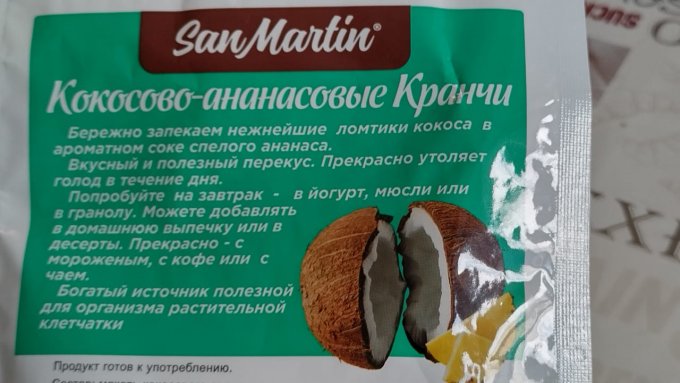 San Martin®
Кокосово-ананасовые Кранчи
Бережно запекаем нежнейшие ломтики кокоса в
ароматном соке спелого ананаса.
Вкусный и полезный перекус. Прекрасно утоляет
голод в течение дня.
Попробуйте на завтрак - в йогурт, мюсли или
в гранолу. Можете добавлять
в домашнюю выпечку или в
десерты. Прекрасно - с
мороженым, с кофе или с
чаем.
Богатый источник полезной
для организма растительной
клетчатки
Продукт готов к употреблению.